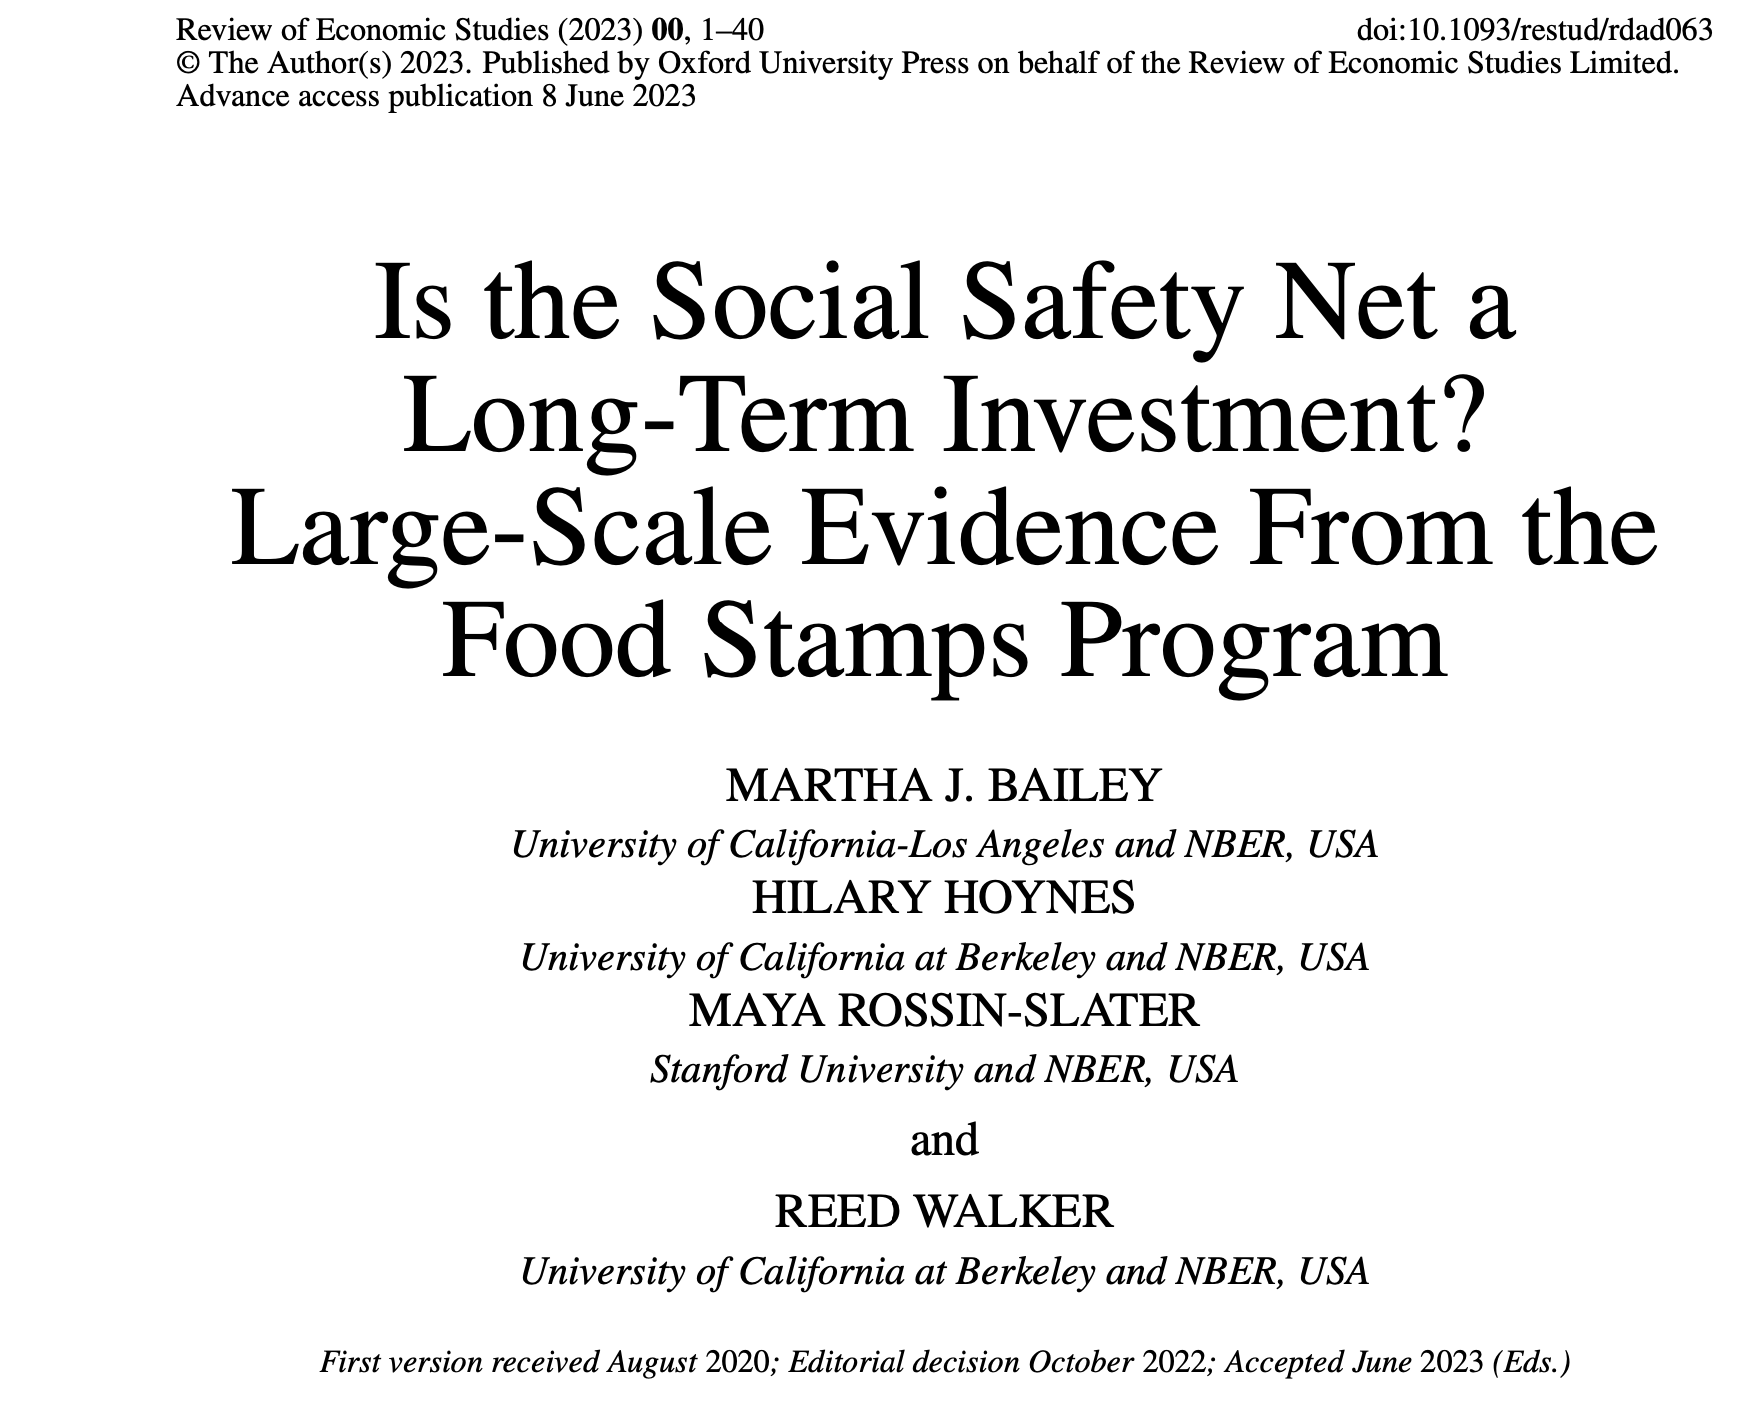 Review of Economic Studies (2023) 00, 1–40 doi:10.1093/restud/rdad063
© The Author(s) 2023. Published by Oxford University Press on behalf of the Review of Economic Studies Limited.
Advance access publication 8 June 2023
Is the Social Safety Net a
Long-Term Investment?
Large-Scale Evidence From the
Food Stamps Program
MARTHA J. BAILEY
University of California-Los Angeles and NBER, USA
HILARY HOYNES
University of California at Berkeley and NBER, USA
MAYA ROSSIN-SLATER
Stanford University and NBER, USA
and
REED WALKER
University of California at Berkeley and NBER, USA
First version received August 2020; Editorial decision October 2022; Accepted June 2023 (Eds.)